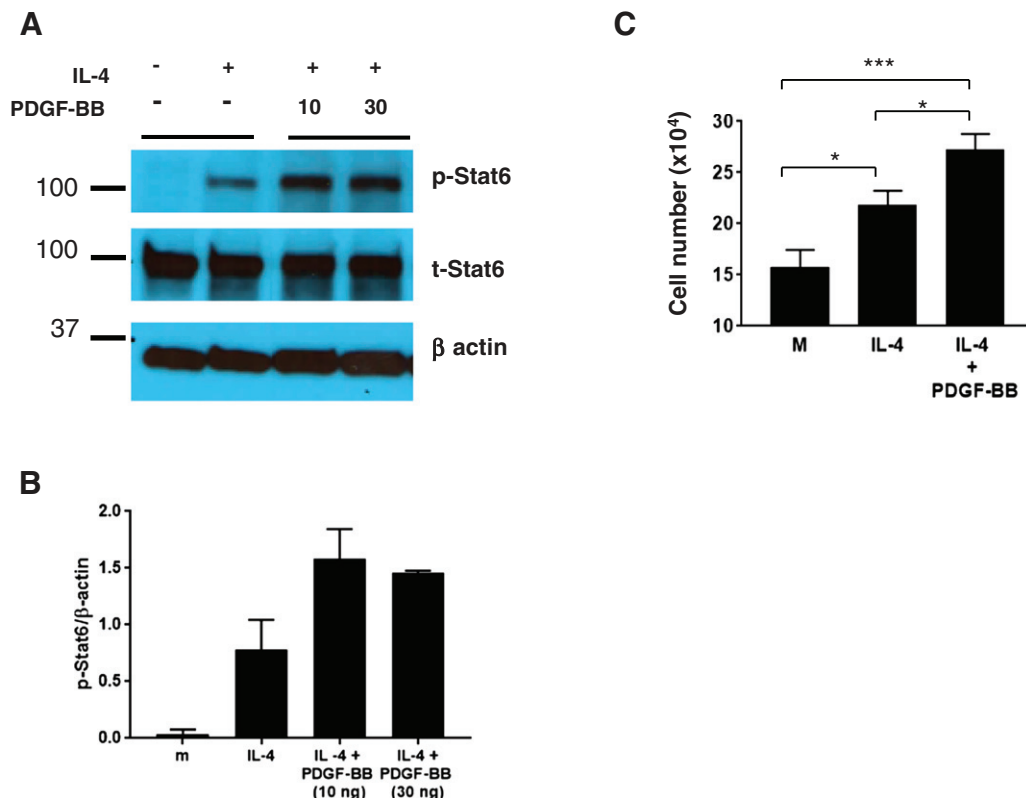 A
IL-4 - + + +
PDGF-BB - - 10 30
100 p-Stat6
100 t-Stat6
37 β actin
B
p-Stat6/β-actin
2.0
1.5
1.0
0.5
0.0
m IL-4 IL -4 + IL-4 +
PDGF-BB PDGF-BB
(10 ng) (30 ng)
C
***
*
*
Cell number (x10⁴)
30
25
20
15
10
M IL-4 IL-4
+
PDGF-BB